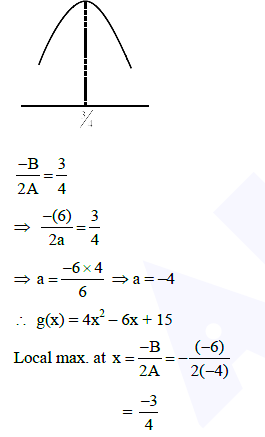 3/4
−B/2A = 3/4
⇒ −(6)/2a = 3/4
⇒ a = −6 × 4/6 ⇒ a = −4
∴ g(x) = 4x² − 6x + 15
Local max. at x = −B/2A = −(−6)/2(−4)
= −3/4